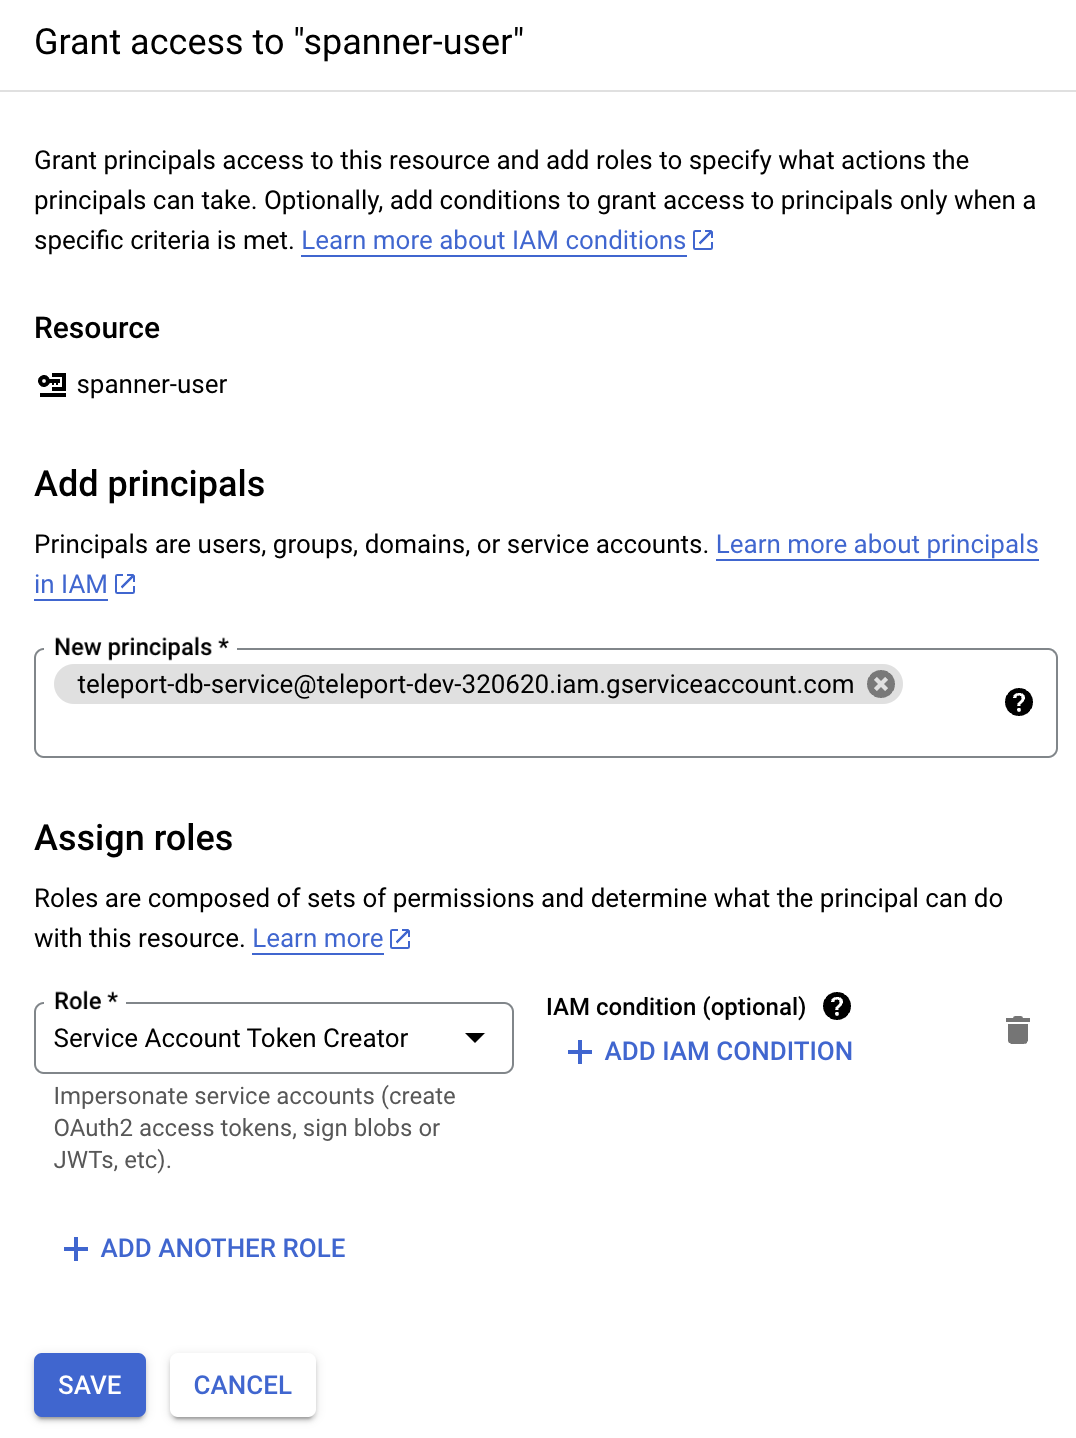 Grant access to "spanner-user"
Grant principals access to this resource and add roles to specify what actions the
principals can take. Optionally, add conditions to grant access to principals only when a
specific criteria is met. Learn more about IAM conditions
Resource
spanner-user
Add principals
Principals are users, groups, domains, or service accounts. Learn more about principals
in IAM
New principals *
teleport-db-service@teleport-dev-320620.iam.gserviceaccount.com
Assign roles
Roles are composed of sets of permissions and determine what the principal can do
with this resource. Learn more
Role *
Service Account Token Creator
Impersonate service accounts (create
OAuth2 access tokens, sign blobs or
JWTs, etc).
IAM condition (optional)
+ ADD IAM CONDITION
+ ADD ANOTHER ROLE
SAVE
CANCEL